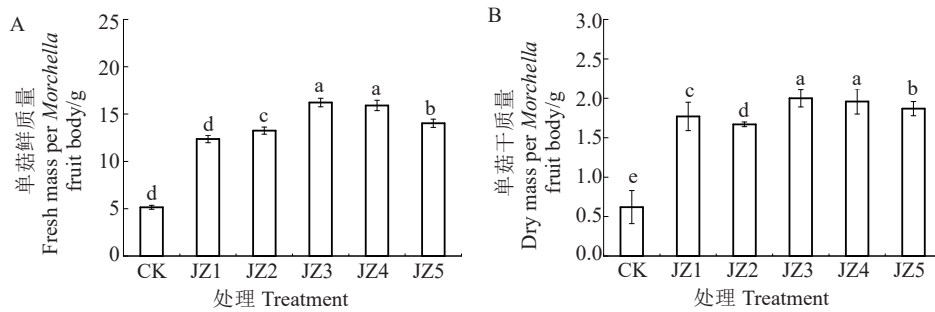 A
单菇鲜质量
Fresh mass per Morchella
fruit body/g
25
20
15
10
5
0
d
d
c
a
a
b
CK JZ1 JZ2 JZ3 JZ4 JZ5
处理 Treatment
B
单菇干质量
Dry mass per Morchella
fruit body/g
3.0
2.5
2.0
1.5
1.0
0.5
0.0
e
c
d
a
a
b
CK JZ1 JZ2 JZ3 JZ4 JZ5
处理 Treatment